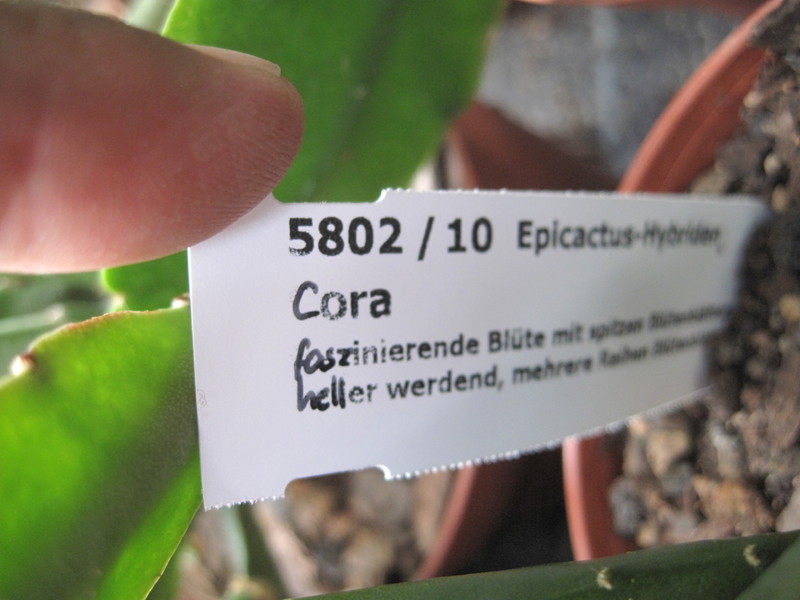 5802 / 10 Epicactus-Hybriden
Cora
faszinierende Blüte mit spitzen
heller werdend, mehrere Reihen